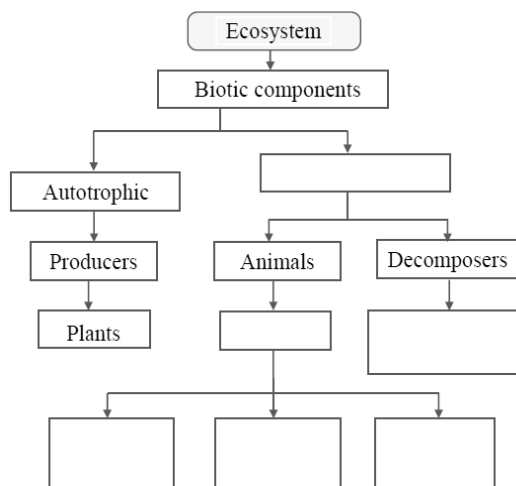 Ecosystem
Biotic components
Autotrophic
Producers
Animals
Decomposers
Plants